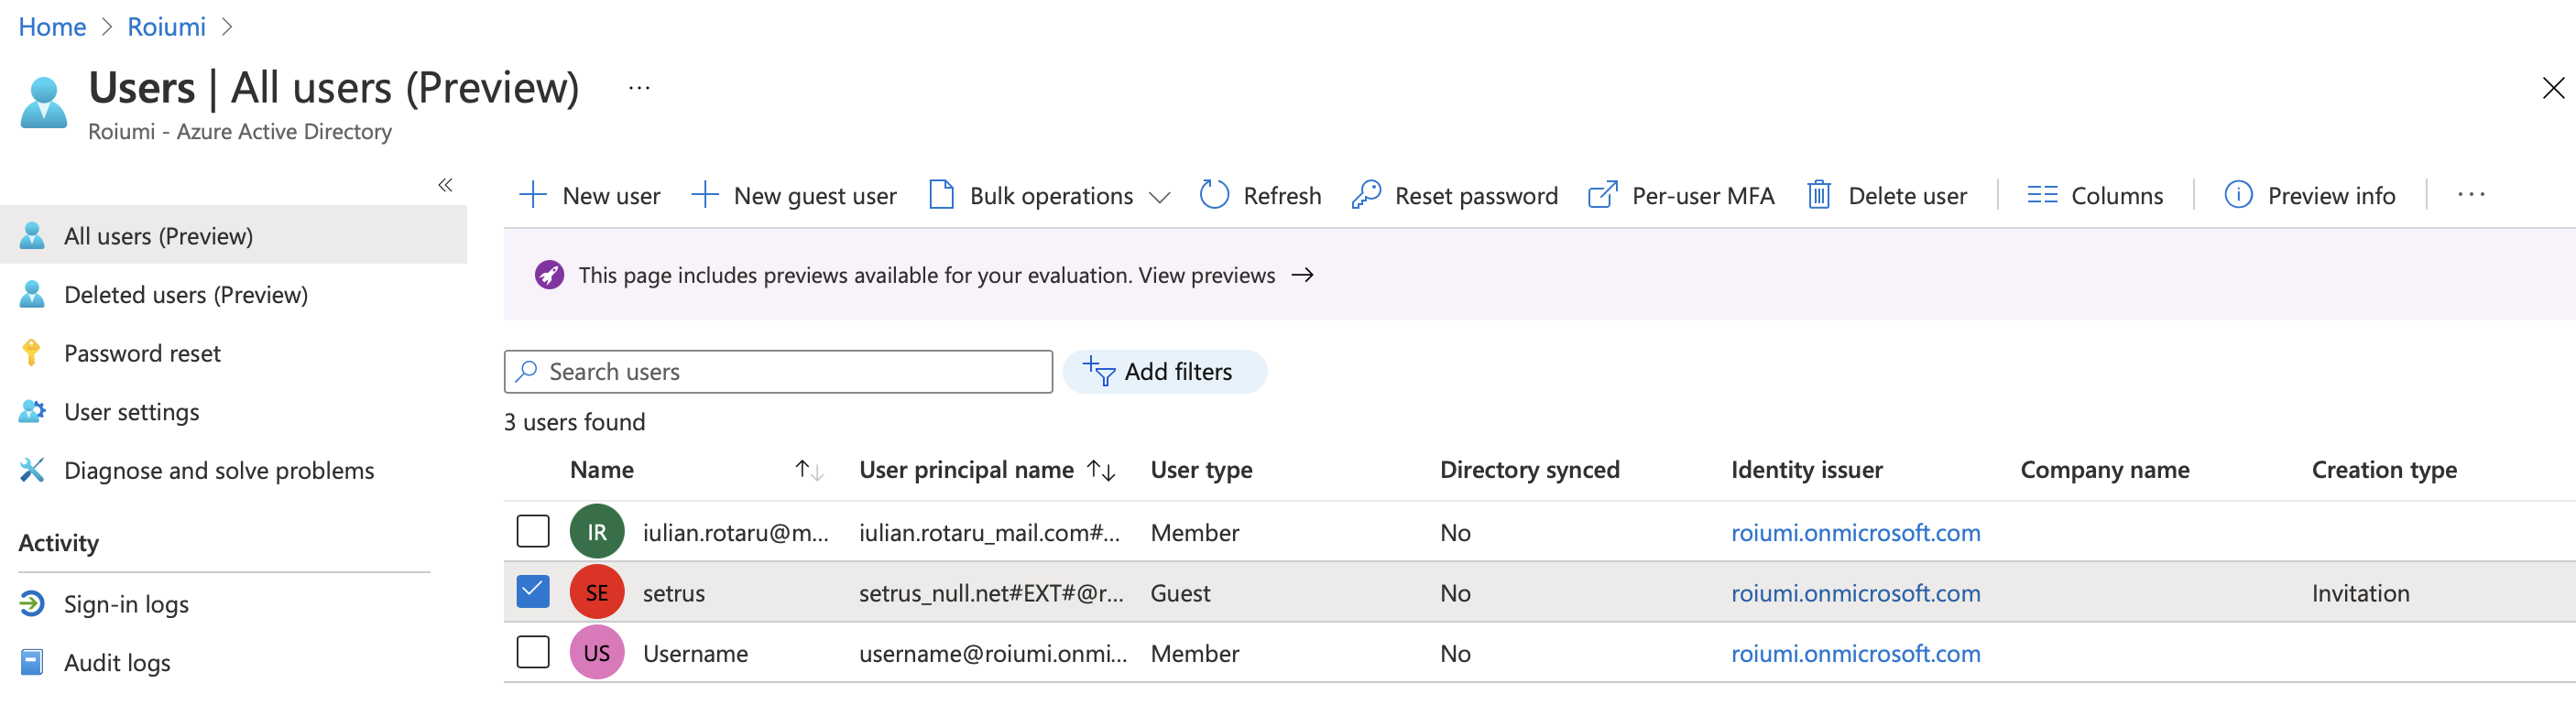 Home > Roiumi >
Users | All users (Preview) ...
Roiumi - Azure Active Directory
«
All users (Preview)
Deleted users (Preview)
Password reset
User settings
Diagnose and solve problems
Activity
Sign-in logs
Audit logs
New user New guest user Bulk operations Refresh Reset password Per-user MFA Delete user Columns Preview info ...
This page includes previews available for your evaluation. View previews →
Search users Add filters
3 users found
Name ↑↓ User principal name ↑↓ User type Directory synced Identity issuer Company name Creation type
IR iulian.rotaru@m... iulian.rotaru_mail.com#... Member No roiumi.onmicrosoft.com
SE setrus setrus_null.net#EXT#@r... Guest No roiumi.onmicrosoft.com Invitation
US Username username@roiumi.onmi... Member No roiumi.onmicrosoft.com